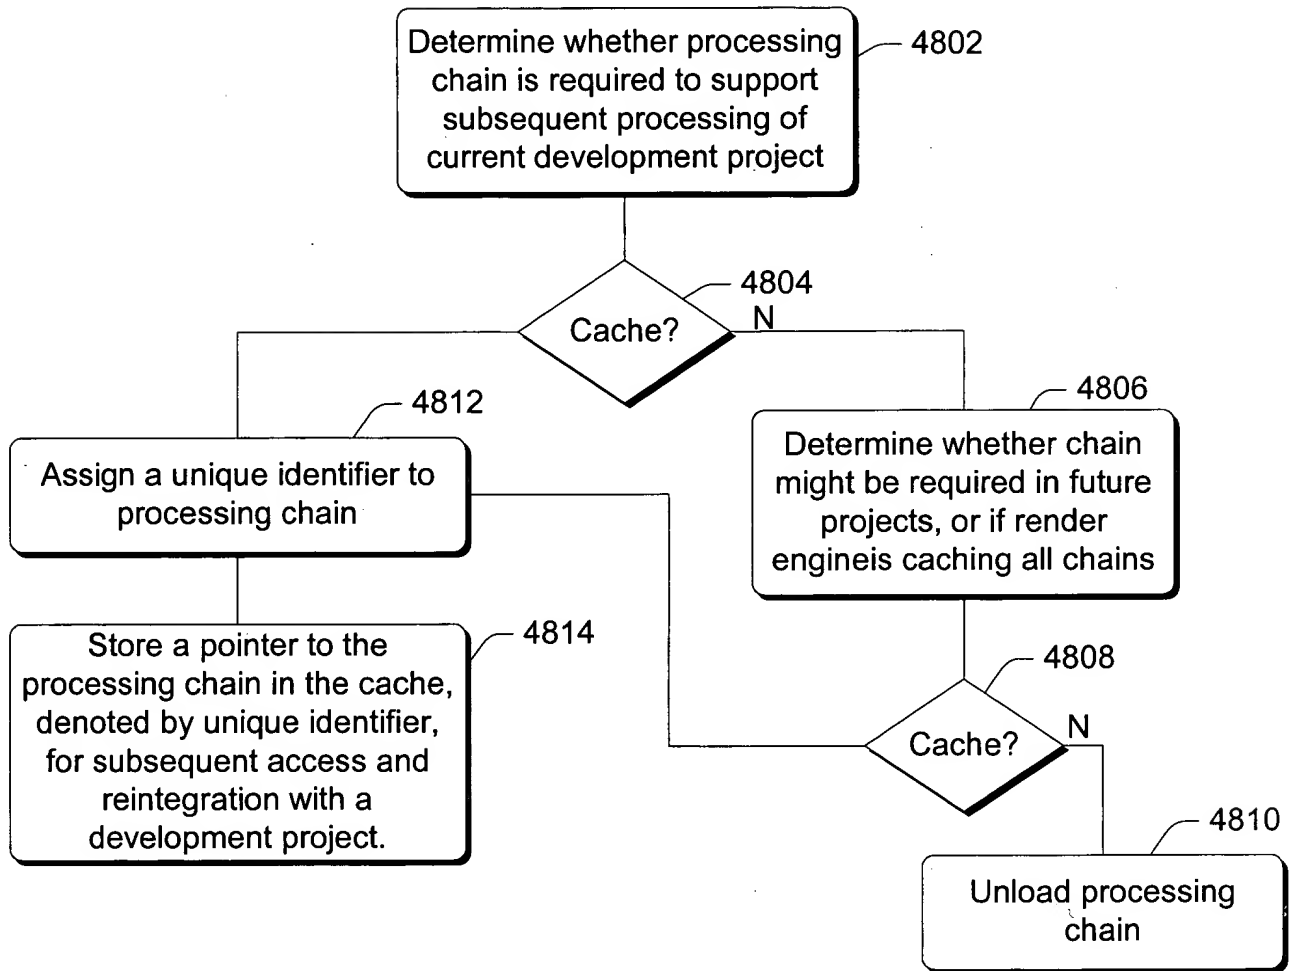 Determine whether processing
chain is required to support
subsequent processing of
current development project
4802
4804
Cache?
N
4812
Assign a unique identifier to
processing chain
4806
Determine whether chain
might be required in future
projects, or if render
engineis caching all chains
4814
Store a pointer to the
processing chain in the cache,
denoted by unique identifier,
for subsequent access and
reintegration with a
development project.
4808
Cache?
N
4810
Unload processing
chain